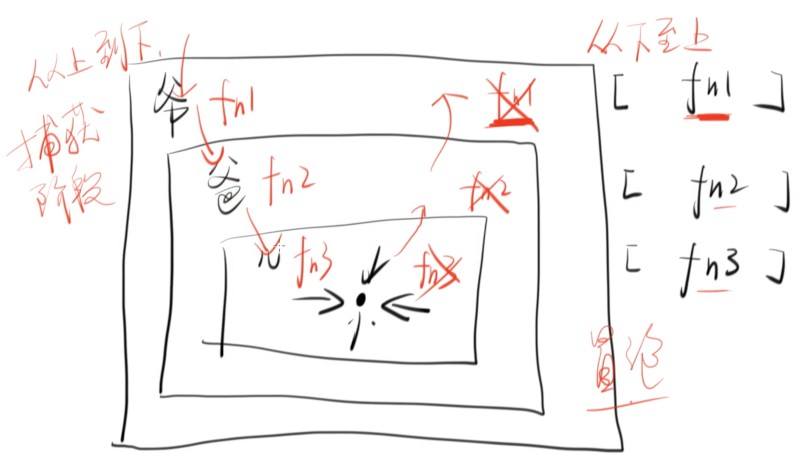 从上到下
捕获
阶段
爷 fn1
爸 fn2
儿 fn3
fn1
fn2
fn3
从下至上
[ fn1 ]
[ fn2 ]
[ fn3 ]
冒泡